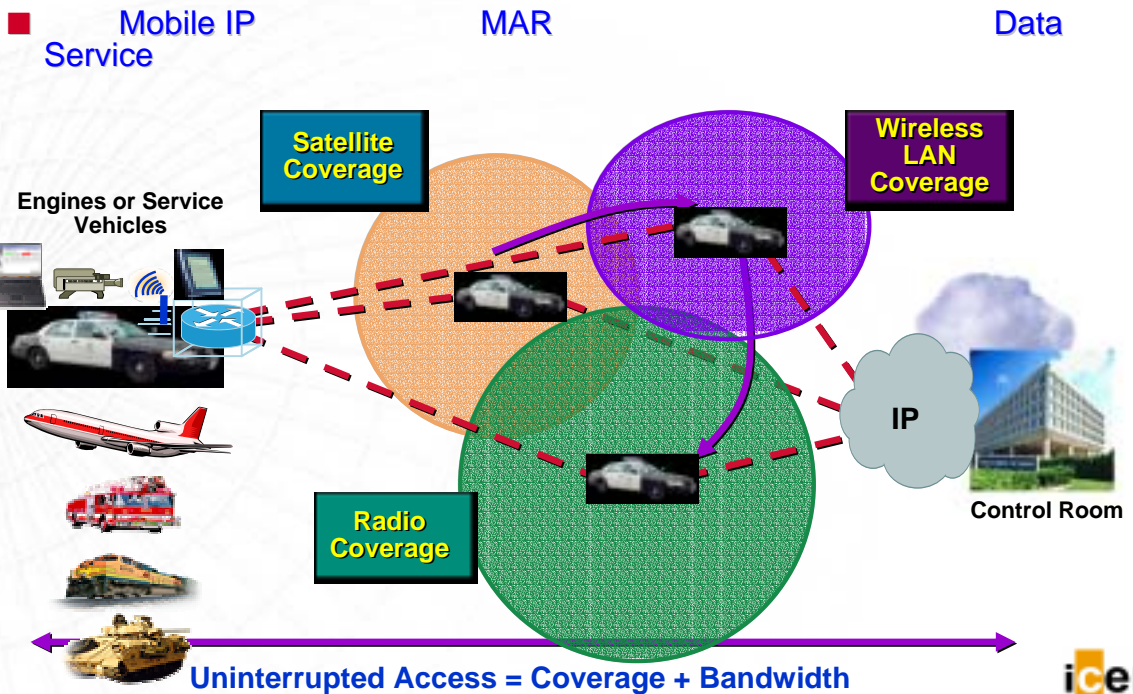 Mobile IP MAR Data
Service
Satellite
Coverage
Wireless
LAN
Coverage
Engines or Service
Vehicles
IP
Control Room
Radio
Coverage
Uninterrupted Access = Coverage + Bandwidth
ice